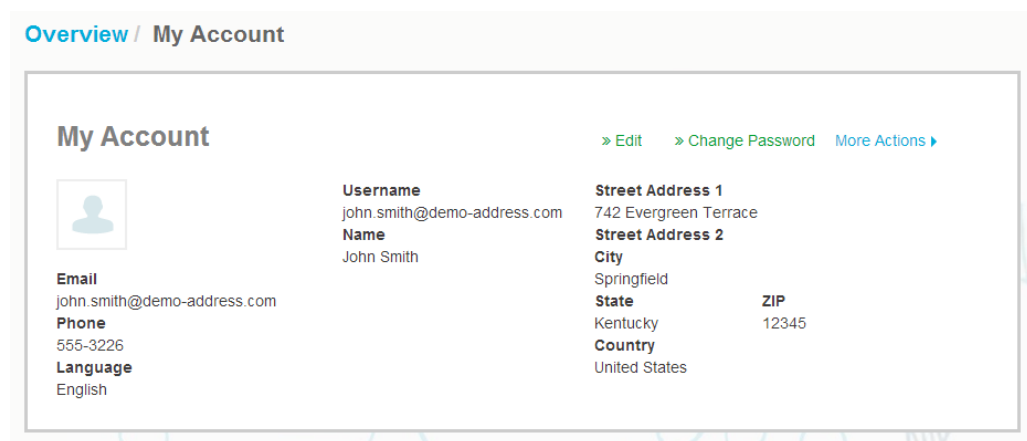 Overview / My Account
My Account
» Edit » Change Password More Actions
Email
john.smith@demo-address.com
Phone
555-3226
Language
English
Username
john.smith@demo-address.com
Name
John Smith
Street Address 1
742 Evergreen Terrace
Street Address 2
City
Springfield
State ZIP
Kentucky 12345
Country
United States